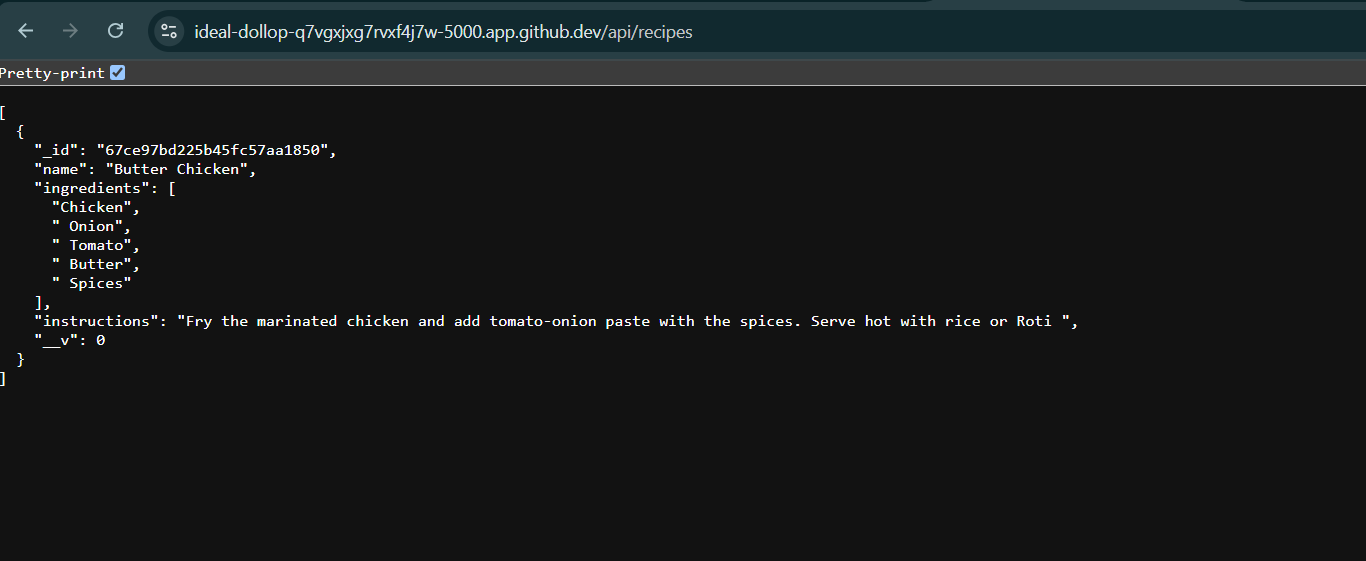 ideal-dollop-q7vgxjxg7rvxf4j7w-5000.app.github.dev/api/recipes
Pretty-print
[
  {
    "_id": "67ce97bd225b45fc57aa1850",
    "name": "Butter Chicken",
    "ingredients": [
      "Chicken",
      " Onion",
      " Tomato",
      " Butter",
      " Spices"
    ],
    "instructions": "Fry the marinated chicken and add tomato-onion paste with the spices. Serve hot with rice or Roti ",
    "__v": 0
  }
]